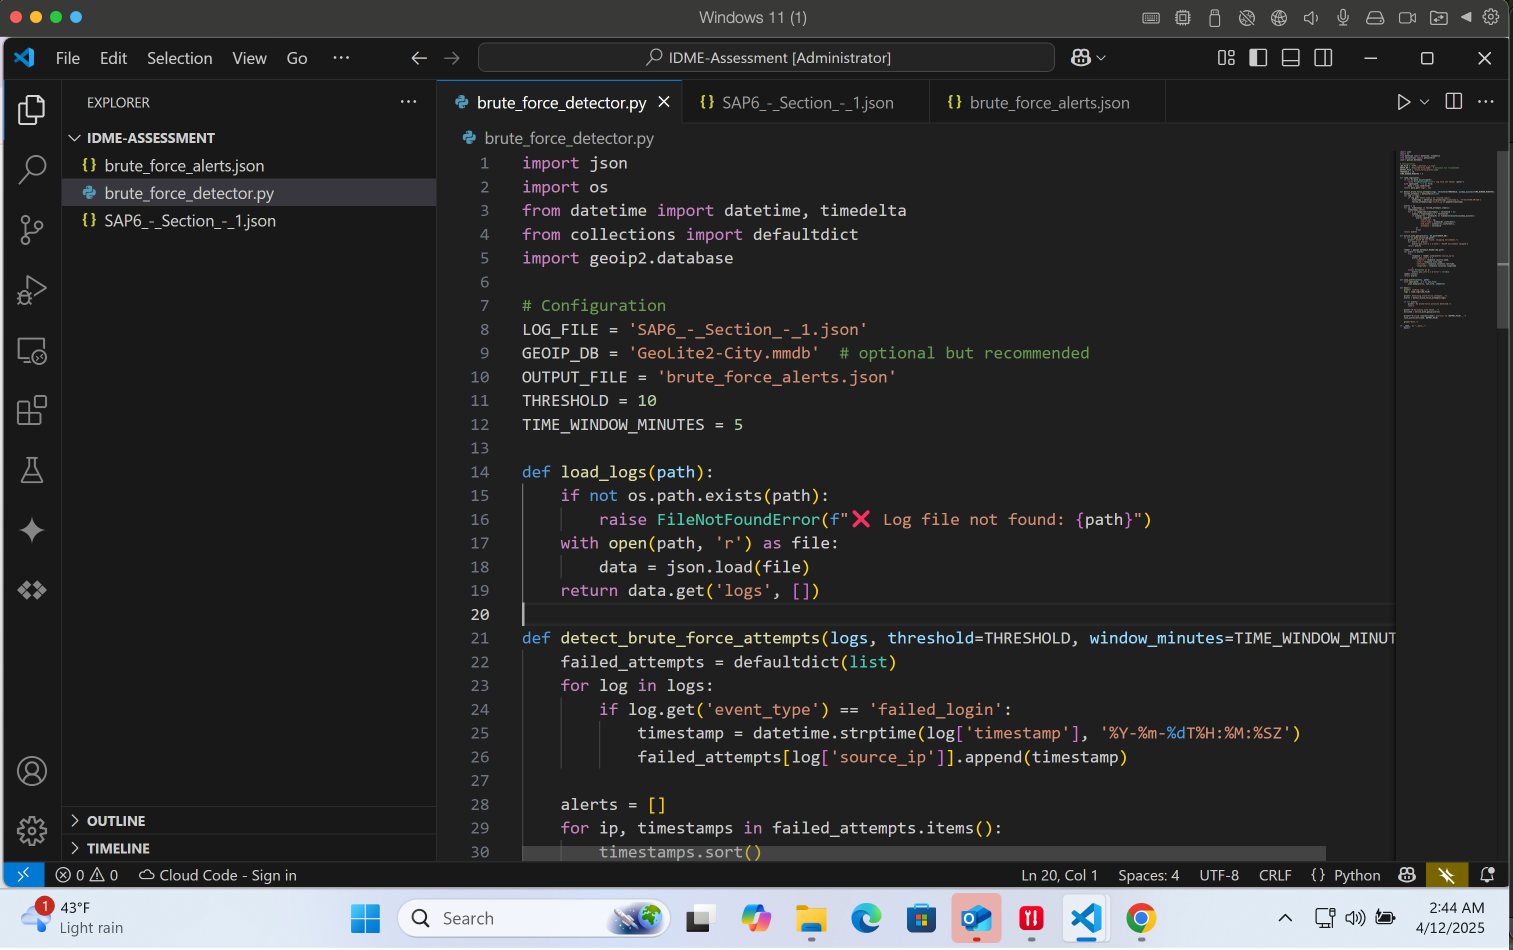 Windows 11 (1)
File Edit Selection View Go ··· IDME-Assessment [Administrator]
EXPLORER
IDME-ASSESSMENT
{} brute_force_alerts.json
brute_force_detector.py
{} SAP6_-_Section_-_1.json
OUTLINE
TIMELINE
brute_force_detector.py {} SAP6_-_Section_-_1.json {} brute_force_alerts.json
brute_force_detector.py
1 import json
2 import os
3 from datetime import datetime, timedelta
4 from collections import defaultdict
5 import geoip2.database
6
7 # Configuration
8 LOG_FILE = 'SAP6_-_Section_-_1.json'
9 GEOIP_DB = 'GeoLite2-City.mmdb'  # optional but recommended
10 OUTPUT_FILE = 'brute_force_alerts.json'
11 THRESHOLD = 10
12 TIME_WINDOW_MINUTES = 5
13
14 def load_logs(path):
15     if not os.path.exists(path):
16         raise FileNotFoundError(f"❌ Log file not found: {path}")
17     with open(path, 'r') as file:
18         data = json.load(file)
19     return data.get('logs', [])
20
21 def detect_brute_force_attempts(logs, threshold=THRESHOLD, window_minutes=TIME_WINDOW_MINUT
22     failed_attempts = defaultdict(list)
23     for log in logs:
24         if log.get('event_type') == 'failed_login':
25             timestamp = datetime.strptime(log['timestamp'], '%Y-%m-%dT%H:%M:%SZ')
26             failed_attempts[log['source_ip']].append(timestamp)
27
28     alerts = []
29     for ip, timestamps in failed_attempts.items():
30         timestamps.sort()
0 0 Cloud Code - Sign in Ln 20, Col 1 Spaces: 4 UTF-8 CRLF {} Python
1 43°F
Light rain
Search
2:44 AM
4/12/2025